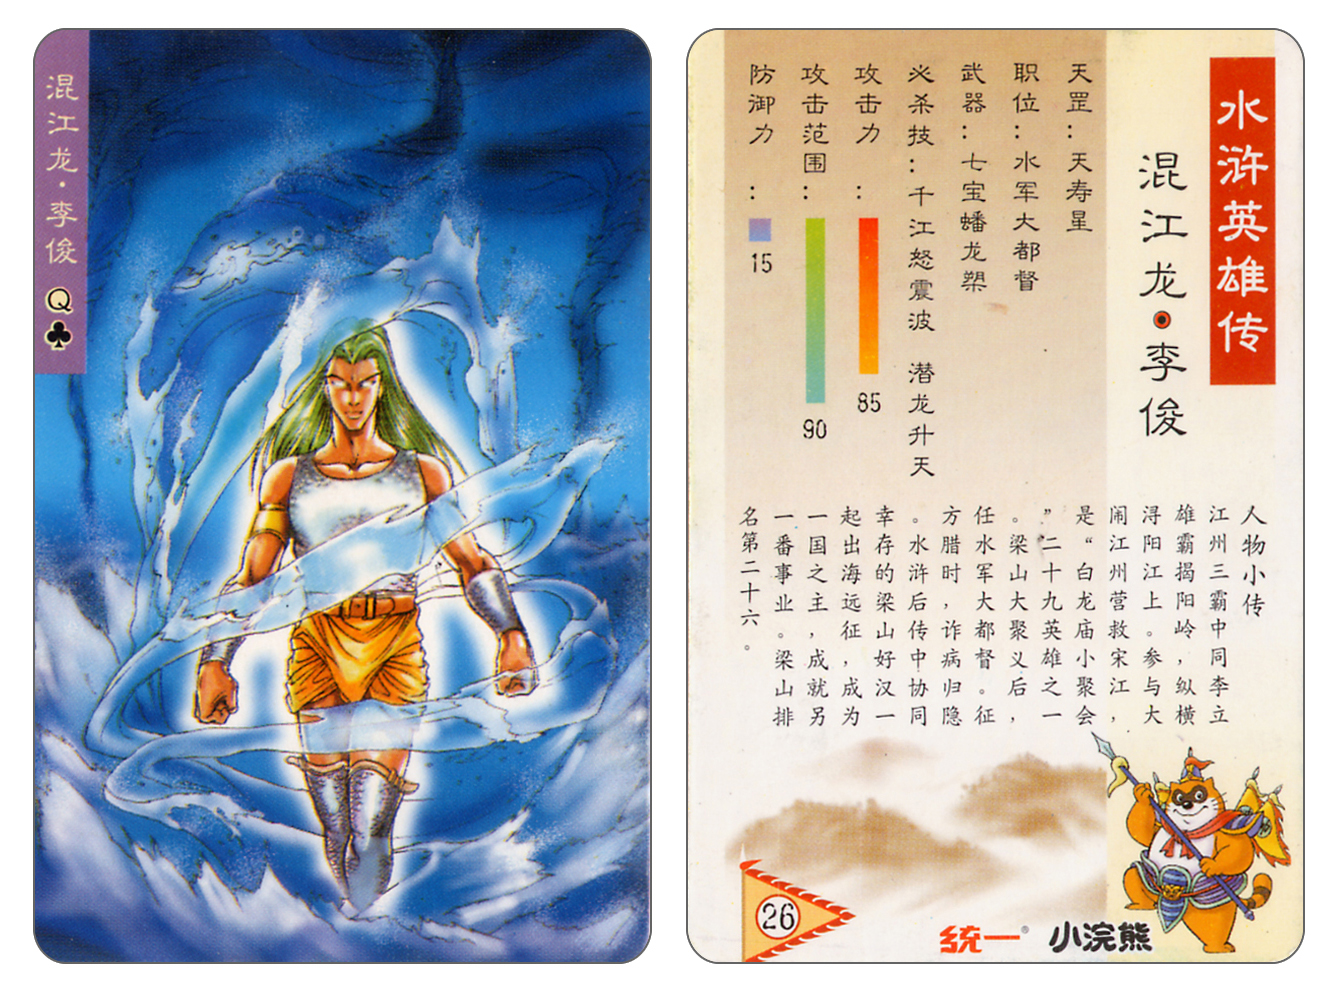 混江龙·李俊
Q
水浒英雄传
混江龙·李俊
天罡：天寿星
职位：水军大都督
武器：七宝蟠龙槊
必杀技：千江怒震波 潜龙升天
攻击力：85
攻击范围：90
防御力：15
人物小传
江州三霸中同李立
雄霸揭阳岭，纵横
浔阳江上。参与大
闹江州营救宋江，
是“白龙庙小聚会
”二十九英雄之一
。梁山大聚义后，
任水军大都督。征
方腊时，诈病归隐
。水浒后传中协同
幸存的梁山好汉一
起出海远征，成为
一国之主，成就另
一番事业。梁山排
名第二十六。
26
统一® 小浣熊